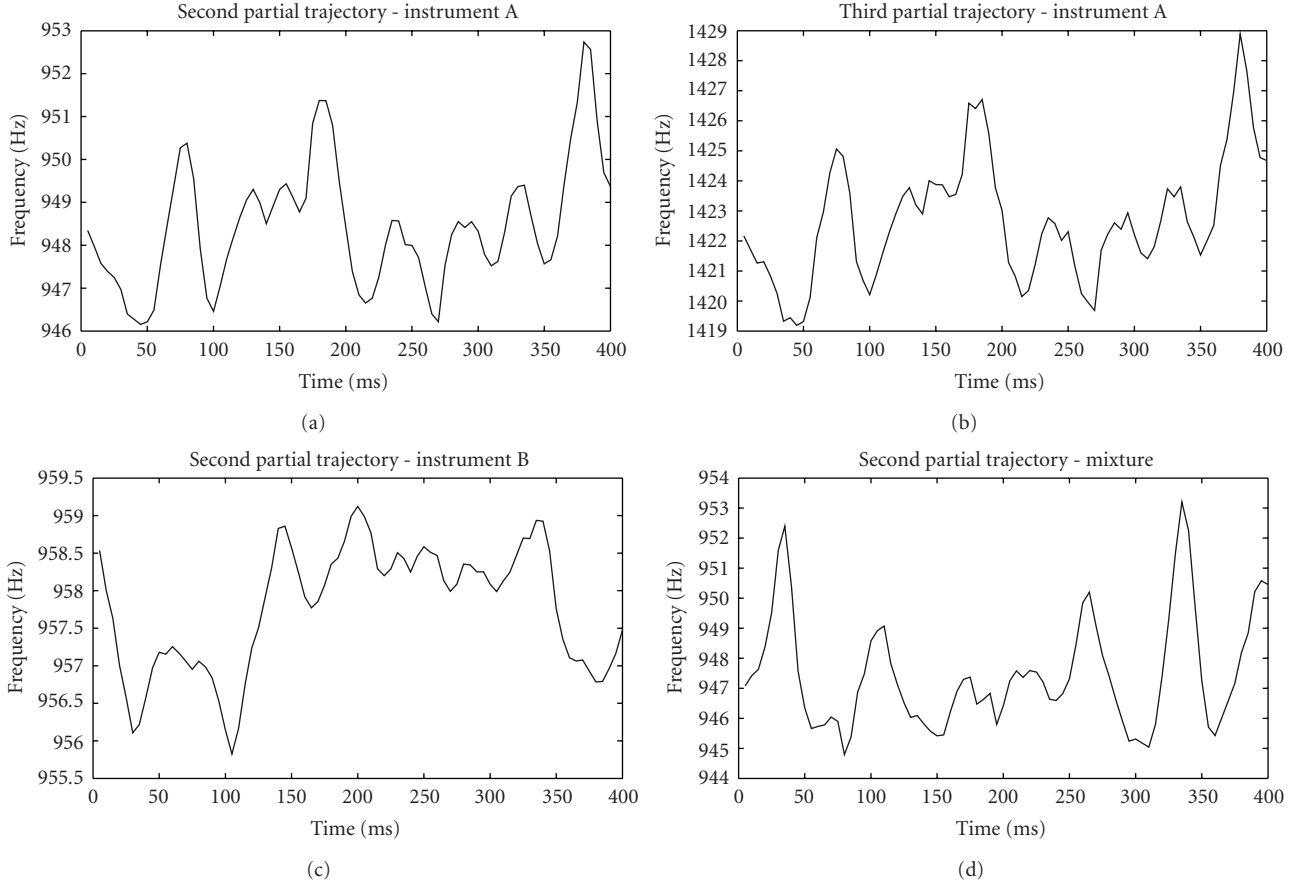 Second partial trajectory - instrument A
953
952
951
950
949
948
947
946
Frequency (Hz)
0 50 100 150 200 250 300 350 400
Time (ms)
(a)
Third partial trajectory - instrument A
1429
1428
1427
1426
1425
1424
1423
1422
1421
1420
1419
Frequency (Hz)
0 50 100 150 200 250 300 350 400
Time (ms)
(b)
Second partial trajectory - instrument B
959.5
959
958.5
958
957.5
957
956.5
956
955.5
Frequency (Hz)
0 50 100 150 200 250 300 350 400
Time (ms)
(c)
Second partial trajectory - mixture
954
953
952
951
950
949
948
947
946
945
944
Frequency (Hz)
0 50 100 150 200 250 300 350 400
Time (ms)
(d)